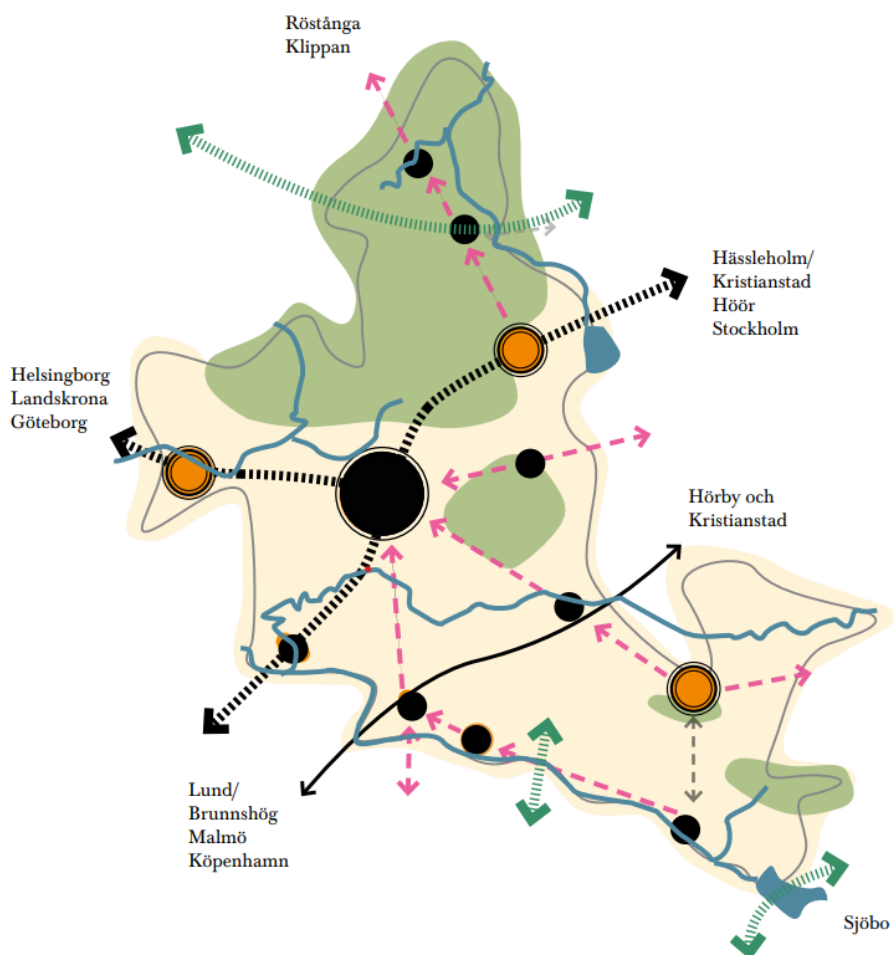 Röstånga
Klippan
Hässleholm/
Kristianstad
Höör
Stockholm
Helsingborg
Landskrona
Göteborg
Hörby och
Kristianstad
Lund/
Brunnshög
Malmö
Köpenhamn
Sjöbo